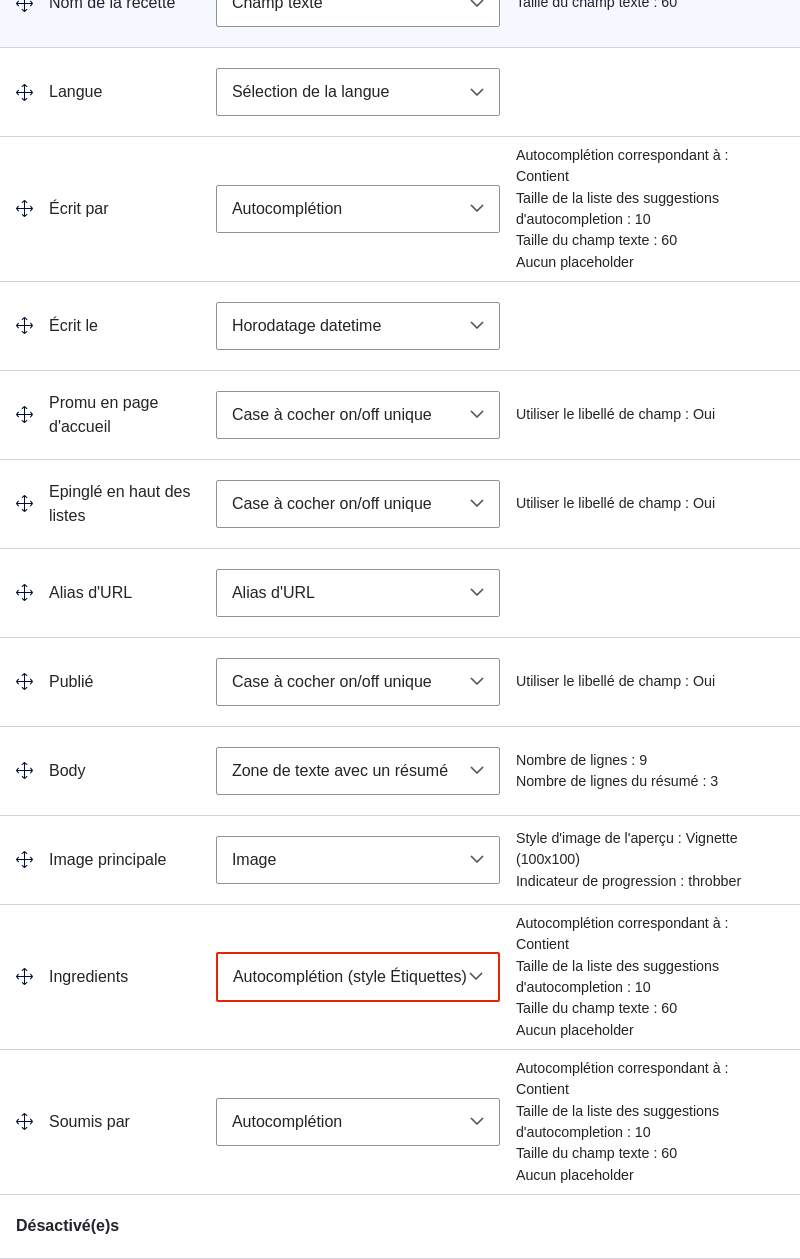 Nom de la recette
Champ texte
Taille du champ texte : 60
Langue
Sélection de la langue
Écrit par
Autocomplétion
Autocomplétion correspondant à :
Contient
Taille de la liste des suggestions
d'autocompletion : 10
Taille du champ texte : 60
Aucun placeholder
Écrit le
Horodatage datetime
Promu en page
d'accueil
Case à cocher on/off unique
Utiliser le libellé de champ : Oui
Epinglé en haut des
listes
Case à cocher on/off unique
Utiliser le libellé de champ : Oui
Alias d'URL
Alias d'URL
Publié
Case à cocher on/off unique
Utiliser le libellé de champ : Oui
Body
Zone de texte avec un résumé
Nombre de lignes : 9
Nombre de lignes du résumé : 3
Image principale
Image
Style d'image de l'aperçu : Vignette
(100x100)
Indicateur de progression : throbber
Ingredients
Autocomplétion (style Étiquettes)
Autocomplétion correspondant à :
Contient
Taille de la liste des suggestions
d'autocompletion : 10
Taille du champ texte : 60
Aucun placeholder
Soumis par
Autocomplétion
Autocomplétion correspondant à :
Contient
Taille de la liste des suggestions
d'autocompletion : 10
Taille du champ texte : 60
Aucun placeholder
Désactivé(e)s